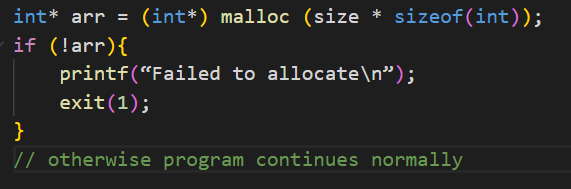 int* arr = (int*) malloc (size * sizeof(int));
if (!arr){
    printf(“Failed to allocate\n”);
    exit(1);
}
// otherwise program continues normally